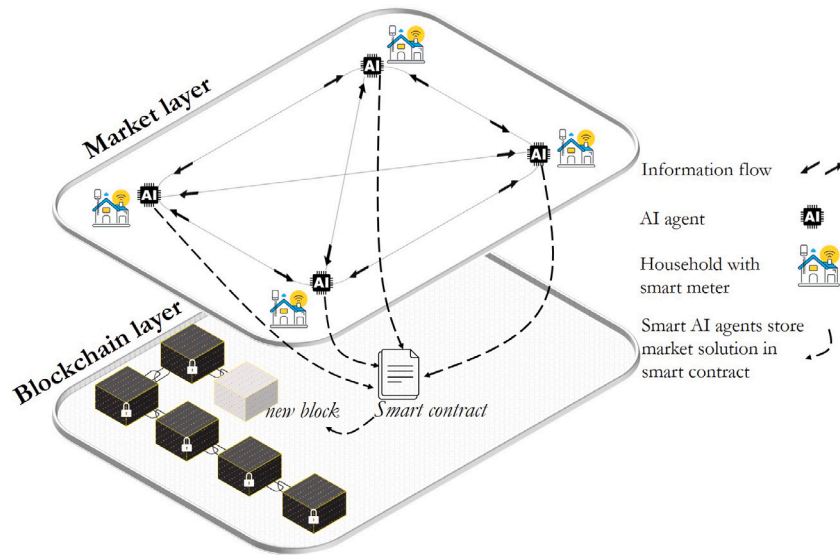 Market layer
AI
AI
AI
AI
Information flow
AI agent
AI
Household with
smart meter
Smart AI agents store
market solution in
smart contract
Blockchain layer
new block
Smart contract